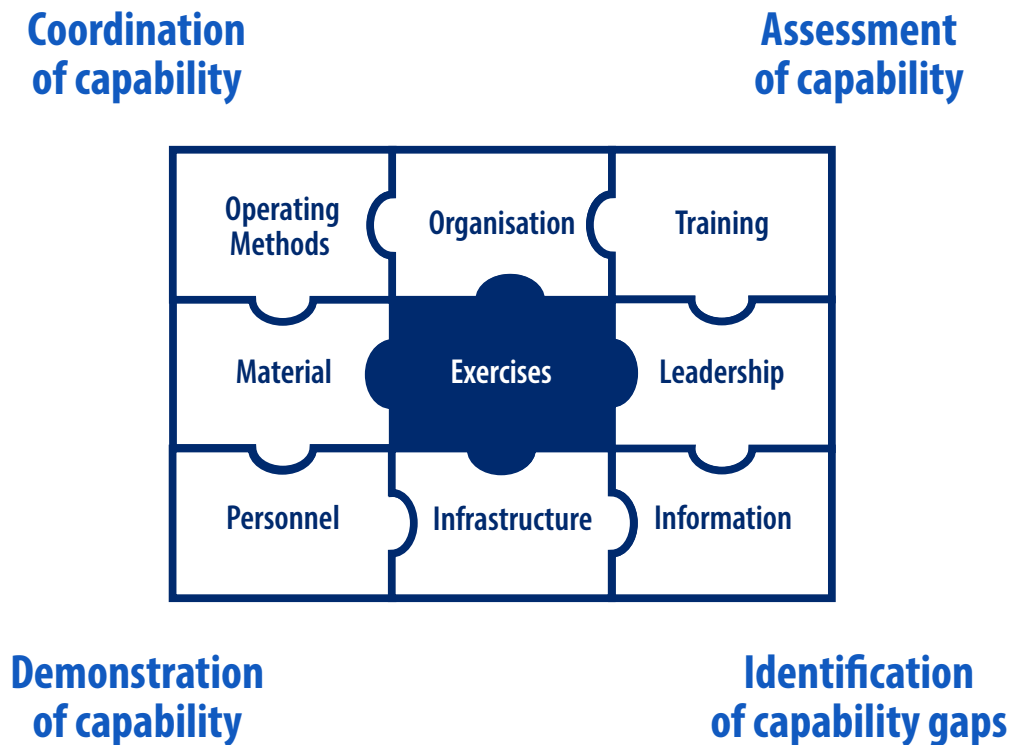 Coordination
of capability
Assessment
of capability
Operating
Methods
Organisation
Training
Material
Exercises
Leadership
Personnel
Infrastructure
Information
Demonstration
of capability
Identification
of capability gaps